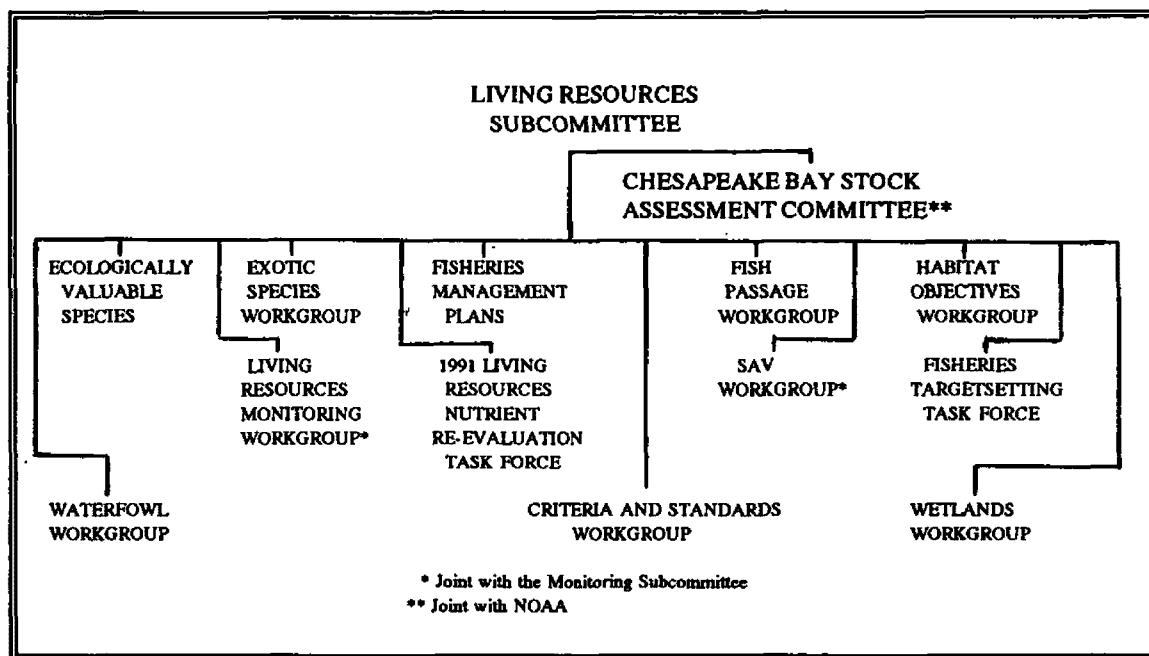 LIVING RESOURCES
SUBCOMMITTEE
CHESAPEAKE BAY STOCK
ASSESSMENT COMMITTEE**
ECOLOGICALLY
VALUABLE
SPECIES
EXOTIC
SPECIES
WORKGROUP
FISHERIES
MANAGEMENT
PLANS
FISH
PASSAGE
WORKGROUP
HABITAT
OBJECTIVES
WORKGROUP
LIVING
RESOURCES
MONITORING
WORKGROUP*
1991 LIVING
RESOURCES
NUTRIENT
RE-EVALUATION
TASK FORCE
SAV
WORKGROUP*
FISHERIES
TARGETSETTING
TASK FORCE
WATERFOWL
WORKGROUP
CRITERIA AND STANDARDS
WORKGROUP
WETLANDS
WORKGROUP
* Joint with the Monitoring Subcommittee
** Joint with NOAA